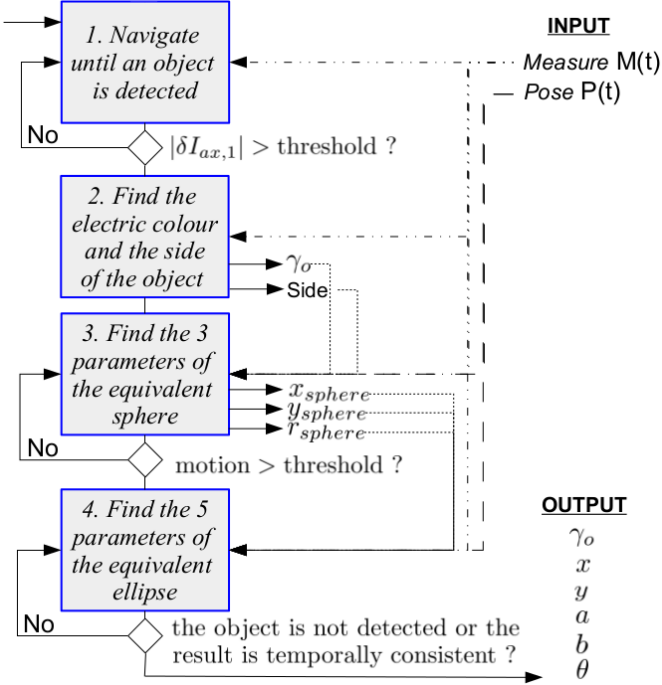 1. Navigate
until an object
is detected
INPUT
Measure M(t)
Pose P(t)
No
|δI_{ax,1}| > threshold ?
2. Find the
electric colour
and the side
of the object
γ_o
Side
3. Find the 3
parameters of
the equivalent
sphere
x_{sphere}
y_{sphere}
r_{sphere}
No
motion > threshold ?
4. Find the 5
parameters of
the equivalent
ellipse
No
the object is not detected or the
result is temporally consistent ?
OUTPUT
γ_o
x
y
a
b
θ